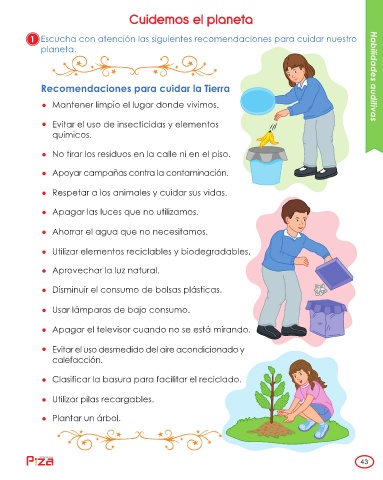 Cuidemos el planeta
1 Escucha con atención las siguientes recomendaciones para cuidar nuestro
planeta.
Habilidades auditivas
Recomendaciones para cuidar la Tierra
• Mantener limpio el lugar donde vivimos.
• Evitar el uso de insecticidas y elementos
químicos.
• No tirar los residuos en la calle ni en el piso.
• Apoyar campañas contra la contaminación.
• Respetar a los animales y cuidar sus vidas.
• Apagar las luces que no utilizamos.
• Ahorrar el agua que no necesitamos.
• Utilizar elementos reciclables y biodegradables.
• Aprovechar la luz natural.
• Disminuir el consumo de bolsas plásticas.
• Usar lámparas de bajo consumo.
• Apagar el televisor cuando no se está mirando.
• Evitar el uso desmedido del aire acondicionado y
calefacción.
• Clasificar la basura para facilitar el reciclado.
• Utilizar pilas recargables.
• Plantar un árbol.
43